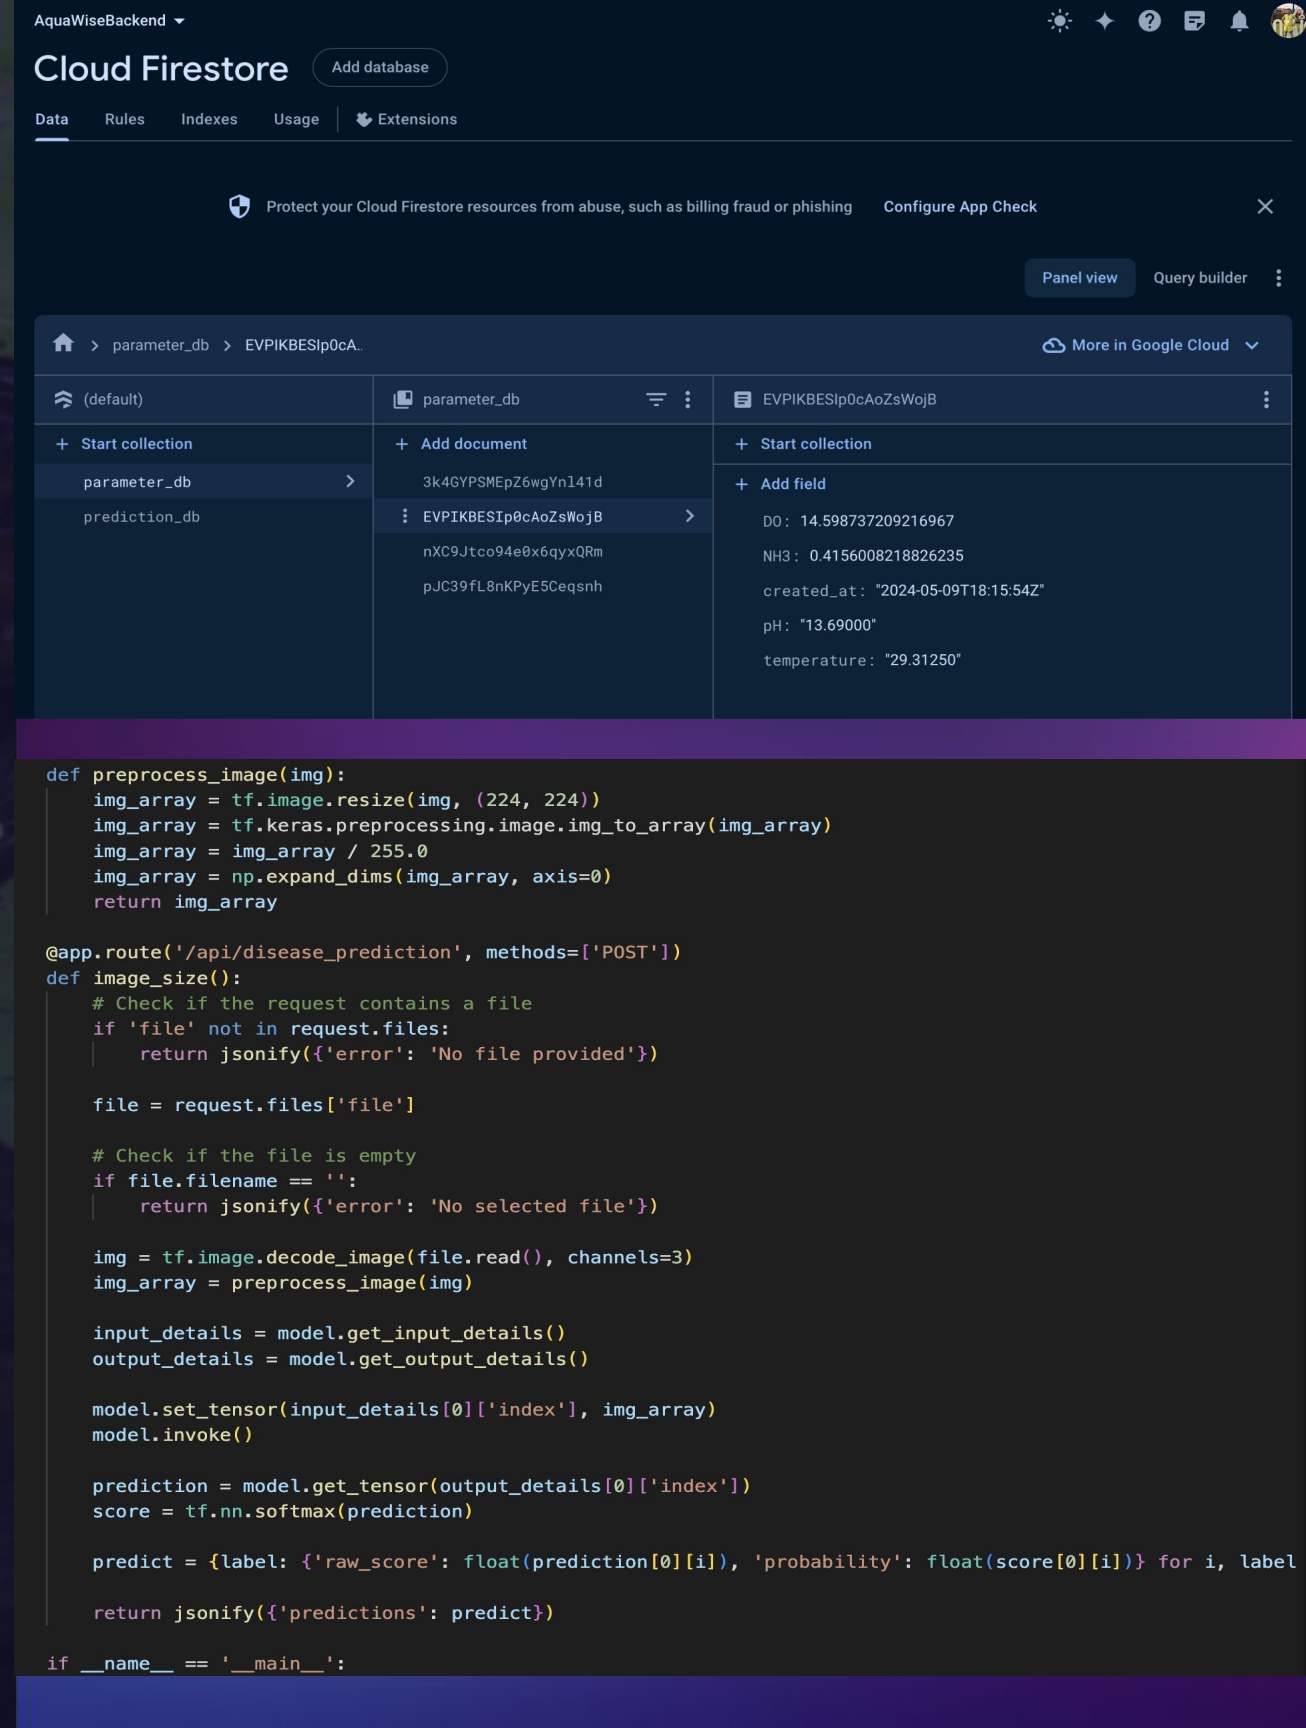 AquaWiseBackend
Cloud Firestore Add database
Data Rules Indexes Usage Extensions
Protect your Cloud Firestore resources from abuse, such as billing fraud or phishing Configure App Check
Panel view Query builder
parameter_db > EVPIKBESIp0cA.. More in Google Cloud
(default) parameter_db EVPIKBESIp0cAoZsWojB
+ Start collection + Add document + Start collection
parameter_db 3k4GYPSMEpZ6wgYnl41d + Add field
prediction_db EVPIKBESIp0cAoZsWojB DO: 14.598737209216967
nXC9Jtco94e0x6qyxQRm NH3: 0.4156008218826235
pJC39fL8nKPyE5Ceqsnh created_at: "2024-05-09T18:15:54Z"
pH: "13.69000"
temperature: "29.31250"
def preprocess_image(img):
    img_array = tf.image.resize(img, (224, 224))
    img_array = tf.keras.preprocessing.image.img_to_array(img_array)
    img_array = img_array / 255.0
    img_array = np.expand_dims(img_array, axis=0)
    return img_array
@app.route('/api/disease_prediction', methods=['POST'])
def image_size():
    # Check if the request contains a file
    if 'file' not in request.files:
        return jsonify({'error': 'No file provided'})
    file = request.files['file']
    # Check if the file is empty
    if file.filename == '':
        return jsonify({'error': 'No selected file'})
    img = tf.image.decode_image(file.read(), channels=3)
    img_array = preprocess_image(img)
    input_details = model.get_input_details()
    output_details = model.get_output_details()
    model.set_tensor(input_details[0]['index'], img_array)
    model.invoke()
    prediction = model.get_tensor(output_details[0]['index'])
    score = tf.nn.softmax(prediction)
    predict = {label: {'raw_score': float(prediction[0][i]), 'probability': float(score[0][i])} for i, label
    return jsonify({'predictions': predict})
if __name__ == '__main__':